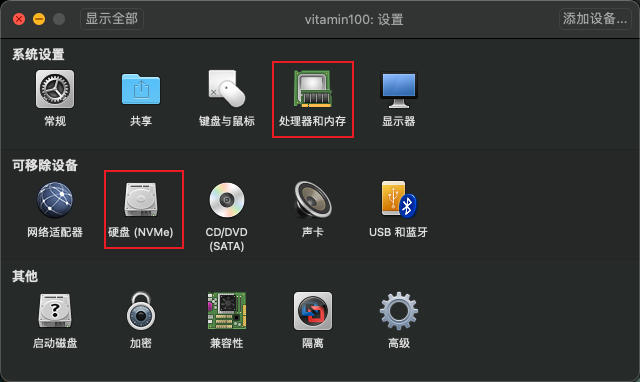 显示全部
vitamin100: 设置
添加设备...
系统设置
常规
共享
键盘与鼠标
处理器和内存
显示器
可移除设备
网络适配器
硬盘 (NVMe)
CD/DVD
(SATA)
声卡
USB 和蓝牙
其他
?
启动磁盘
加密
兼容性
隔离
高级